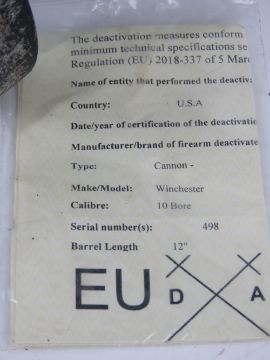 The deactivation measures conform
minimum technical specifications se
Regulation (EU) 2018-337 of 5 Mar
Name of entity that performed the deactiva
Country: U.S.A
Date/year of certification of the deactivatio
Manufacturer/brand of firearm deactivate
Type: Cannon -
Make/Model: Winchester
Calibre: 10 Bore
Serial number(s): 498
Barrel Length 12"
EU D A